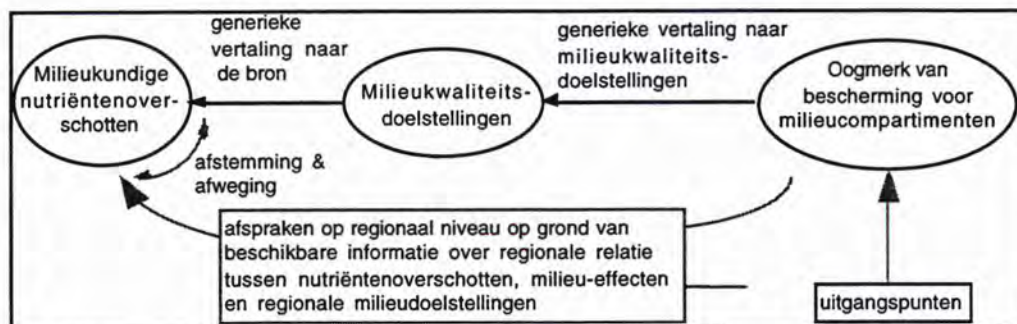 generieke
vertaling naar
de bron
generieke vertaling naar
milieukwaliteits-
doelstellingen
Milieukundige
nutriëntenover-
schotten
Milieukwaliteits-
doelstellingen
Oogmerk van
bescherming voor
milieucompartimenten
afstemming &
afweging
afspraken op regionaal niveau op grond van
beschikbare informatie over regionale relatie
tussen nutriëntenoverschotten, milieu-effecten
en regionale milieudoelstellingen
uitgangspunten